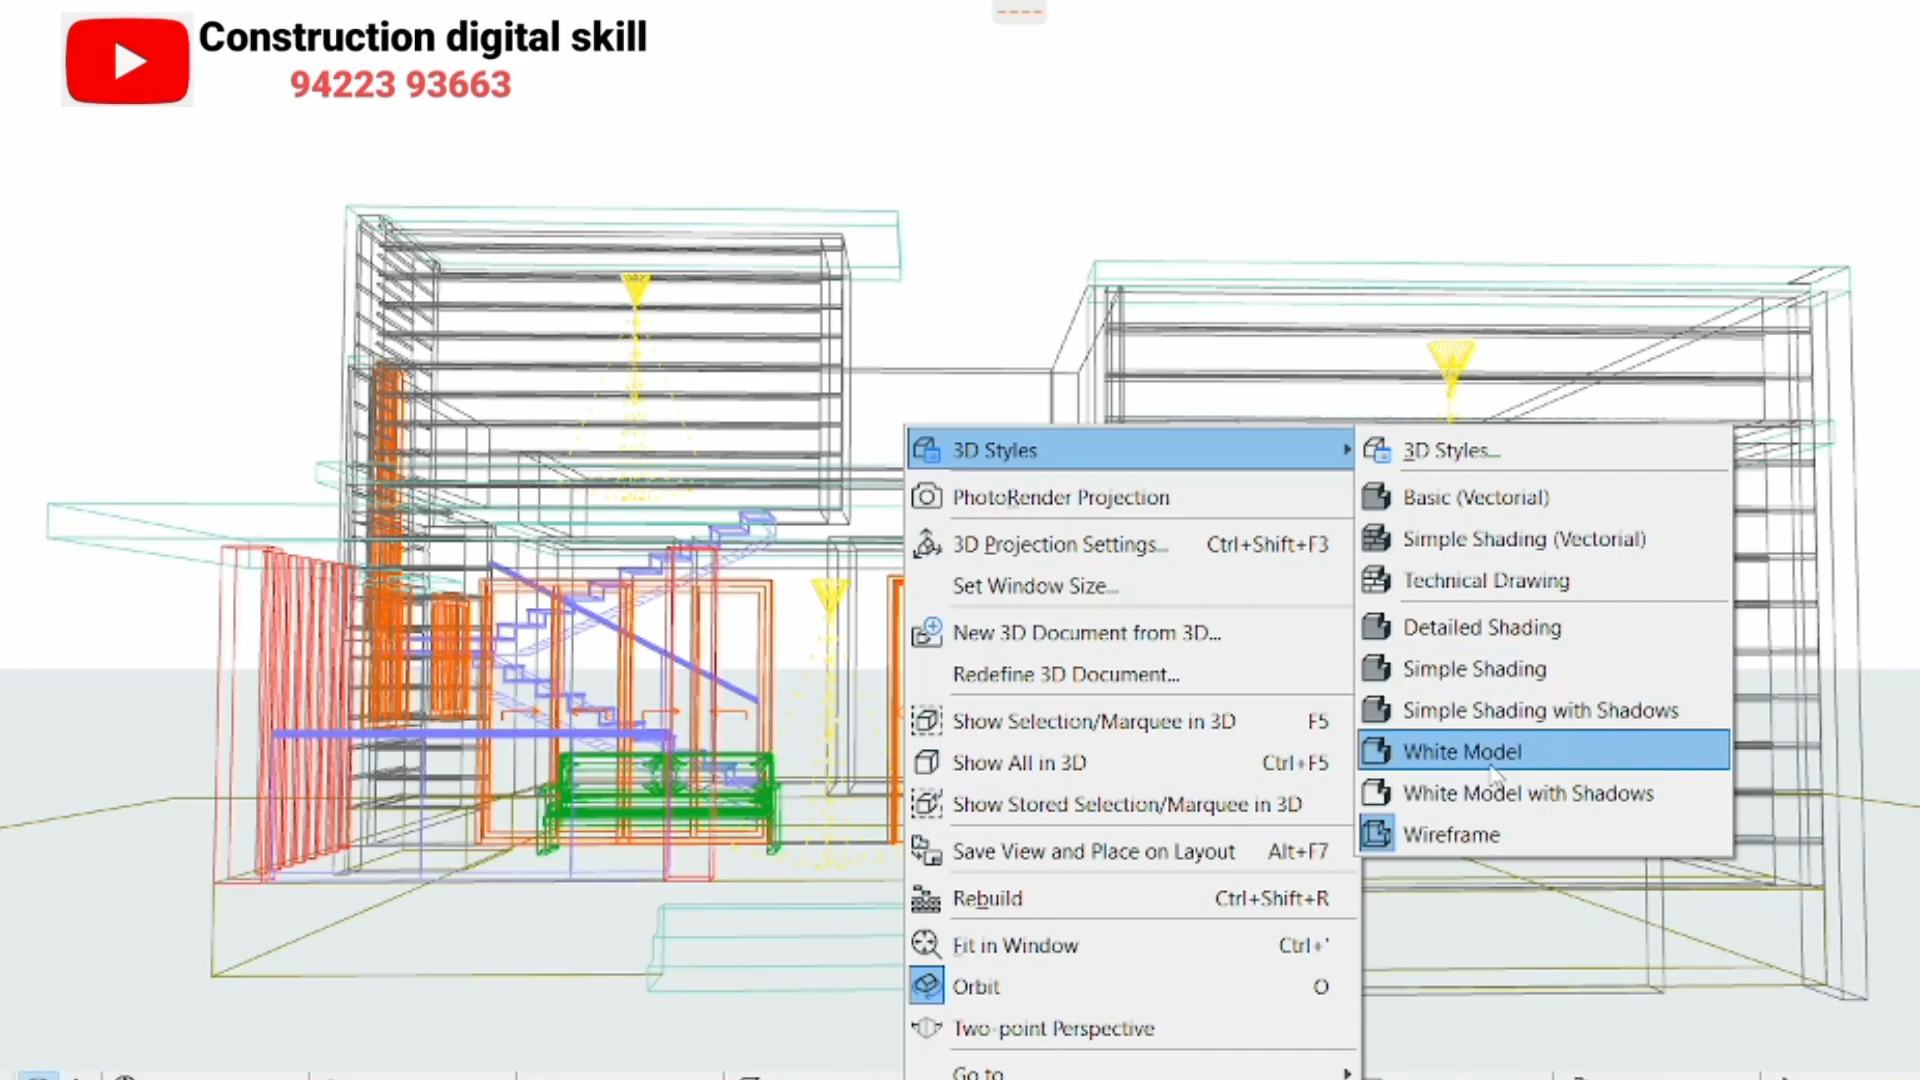 Construction digital skill
94223 93663
3D Styles
PhotoRender Projection
3D Projection Settings... Ctrl+Shift+F3
Set Window Size...
New 3D Document from 3D...
Redefine 3D Document...
Show Selection/Marquee in 3D F5
Show All in 3D Ctrl+F5
Show Stored Selection/Marquee in 3D
Save View and Place on Layout Alt+F7
Rebuild Ctrl+Shift+R
Fit in Window Ctrl+'
Orbit O
Two-point Perspective
Go to
3D Styles...
Basic (Vectorial)
Simple Shading (Vectorial)
Technical Drawing
Detailed Shading
Simple Shading
Simple Shading with Shadows
White Model
White Model with Shadows
Wireframe